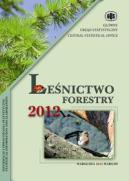 GŁÓWNY
URZĄD STATYSTYCZNY
CENTRAL STATISTICAL OFFICE
LEŚNICTWO
FORESTRY
2012
WARSZAWA 2012 WARSAW